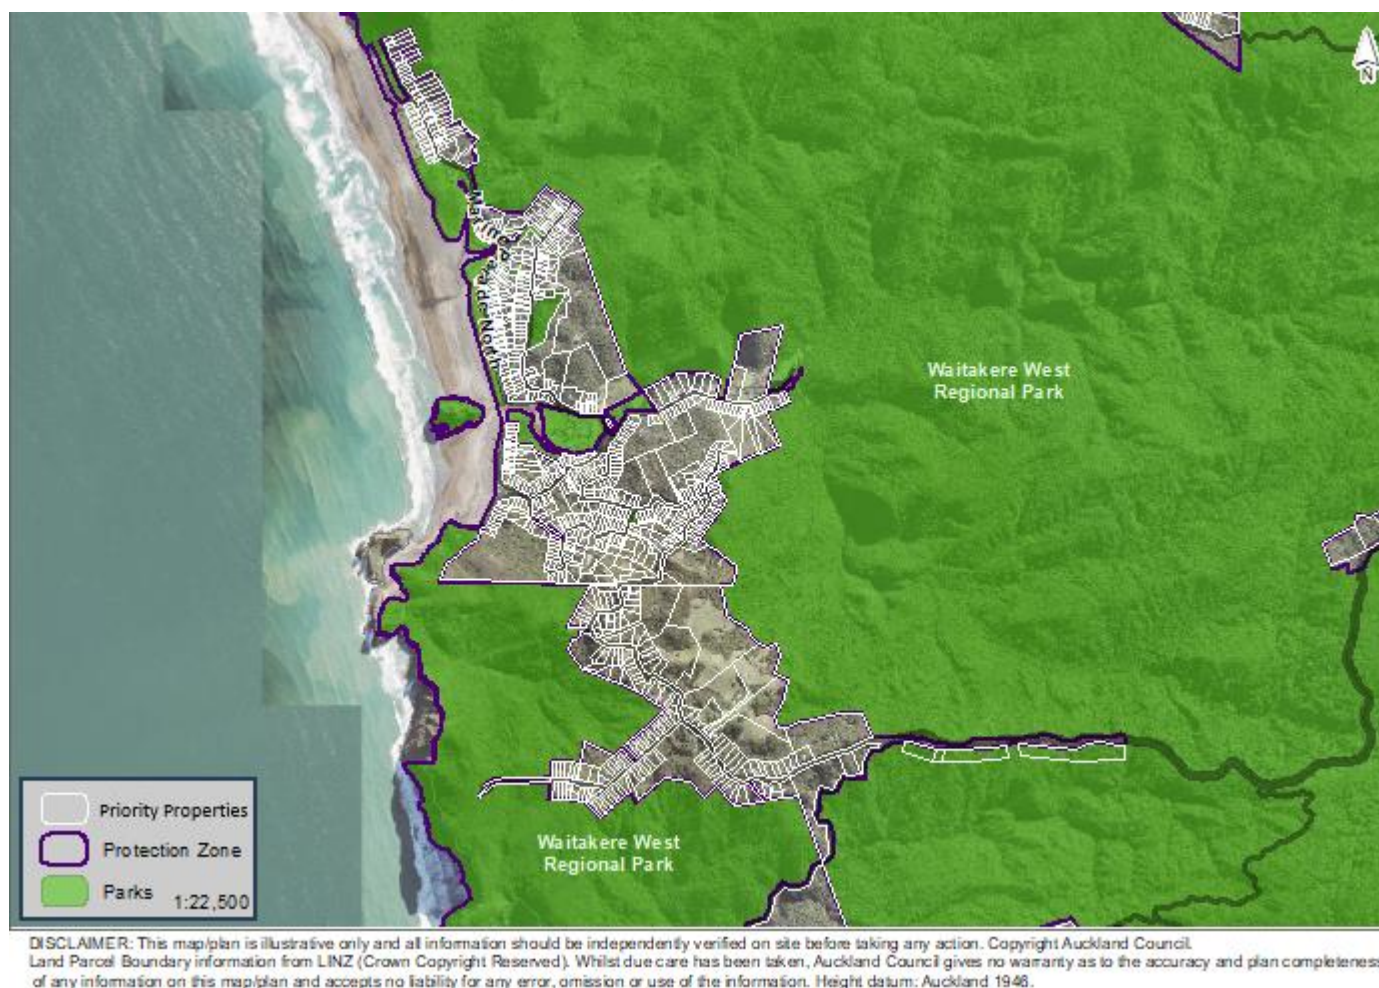 N
Marine Parade North
Waitakere West
Regional Park
Priority Properties
Protection Zone
Parks
1:22,500
Waitakere West
Regional Park
DISCLAIMER: This map/plan is illustrative only and all information should be independently verified on site before taking any action. Copyright Auckland Council.
Land Parcel Boundary information from LINZ (Crown Copyright Reserved). Whilst due care has been taken, Auckland Council gives no warranty as to the accuracy and plan completeness
of any information on this map/plan and accepts no liability for any error, omission or use of the information. Height datum: Auckland 1946.